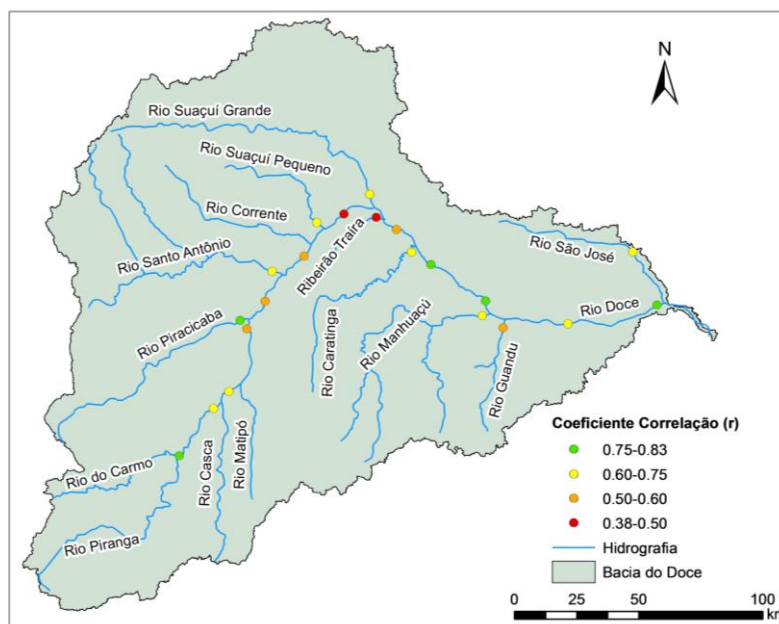 N
Rio Suaçuí Grande
Rio Suaçuí Pequeno
Rio Corrente
Ribeirão Traíra
Rio Santo Antônio
Rio São José
Rio Doce
Rio Piracicaba
Rio Caratinga
Rio Manhuaçú
Rio Guandu
Rio Matipó
Rio Casca
Rio do Carmo
Rio Piranga
Coeficiente Correlação (r)
0.75-0.83
0.60-0.75
0.50-0.60
0.38-0.50
Hidrografia
Bacia do Doce
0 25 50 100
km